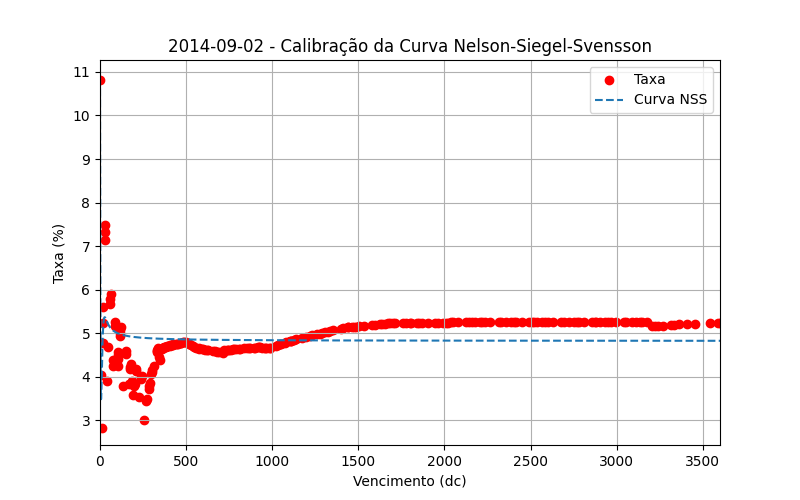 2014-09-02 - Calibração da Curva Nelson-Siegel-Svensson
Taxa
Curva NSS
Taxa (%)
11
10
9
8
7
6
5
4
3
0 500 1000 1500 2000 2500 3000 3500
Vencimento (dc)